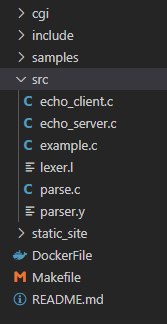 cgi
include
samples
src
C echo_client.c
C echo_server.c
C example.c
lexer.l
C parse.c
parser.y
static_site
DockerFile
M Makefile
README.md